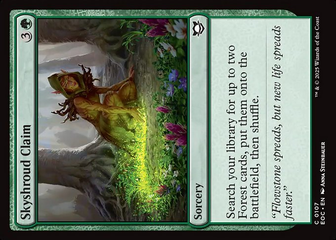 Skyshroud Claim
3
Sorcery
Search your library for up to two
Forest cards, put them onto the
battlefield, then shuffle.
"Flowstone spreads, but new life spreads
faster."
C 0107
EOC • EN ANNA STEINBAUER
™ & © 2025 Wizards of the Coast